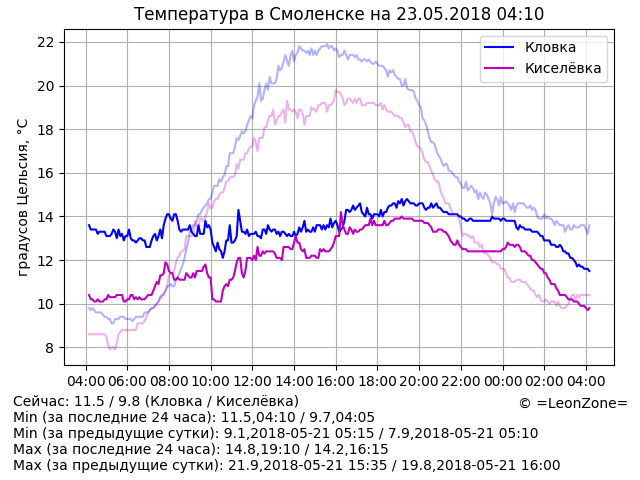 Температура в Смоленске на 23.05.2018 04:10
градусов Цельсия, °С
22
20
18
16
14
12
10
8
Кловка
Киселёвка
04:00 06:00 08:00 10:00 12:00 14:00 16:00 18:00 20:00 22:00 00:00 02:00 04:00
Сейчас: 11.5 / 9.8 (Кловка / Киселёвка)
© =LeonZone=
Min (за последние 24 часа): 11.5,04:10 / 9.7,04:05
Min (за предыдущие сутки): 9.1,2018-05-21 05:15 / 7.9,2018-05-21 05:10
Max (за последние 24 часа): 14.8,19:10 / 14.2,16:15
Max (за предыдущие сутки): 21.9,2018-05-21 15:35 / 19.8,2018-05-21 16:00